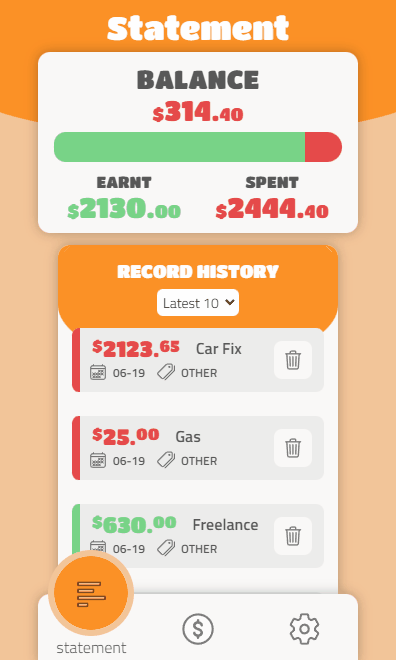 Statement
BALANCE
$314.40
EARNT SPENT
$2130.00 $2444.40
RECORD HISTORY
Latest 10
$2123.65 Car Fix
06-19 OTHER
$25.00 Gas
06-19 OTHER
$630.00 Freelance
06-19 OTHER
$
statement